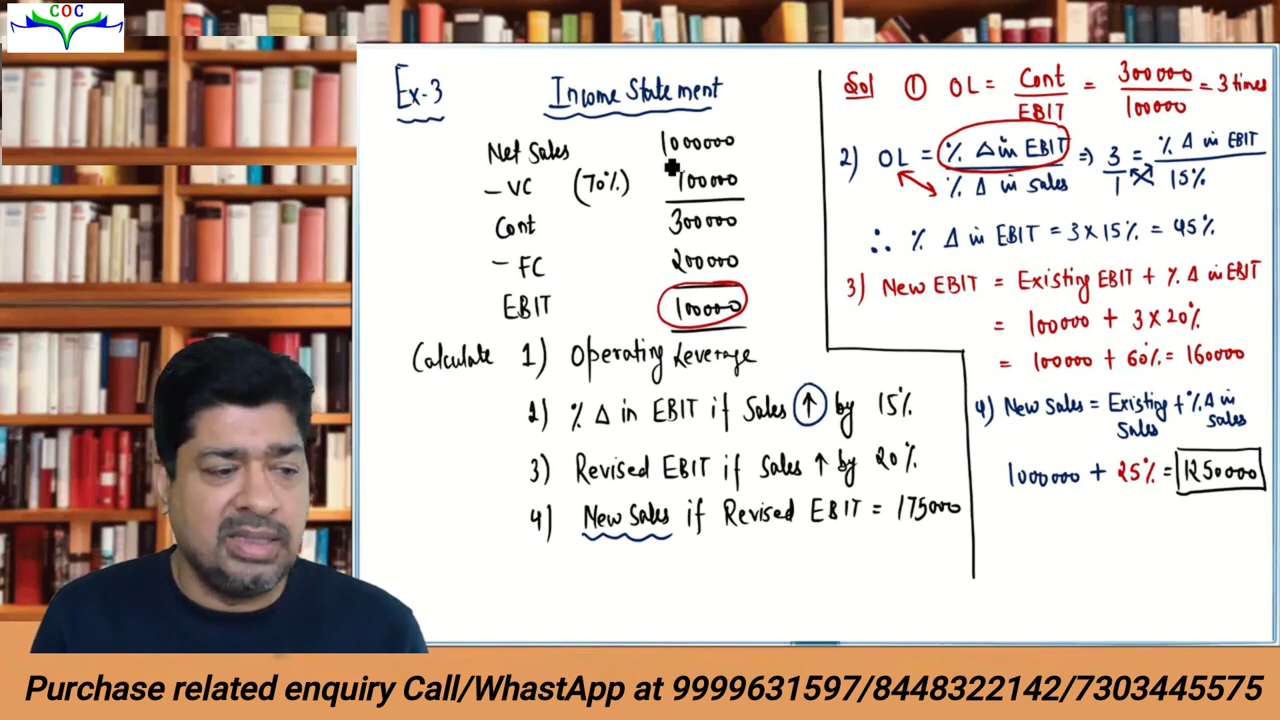 COC
Ex-3
Income Statement
Net Sales 1000000
- VC (70%) 700000
Cont 300000
- FC 200000
EBIT 100000
Calculate 1) Operating Leverage
2) % Δ in EBIT if Sales ↑ by 15%
3) Revised EBIT if Sales ↑ by 20%
4) New Sales if Revised EBIT = 175000
Sol ① OL = Cont / EBIT = 300000 / 100000 = 3 times
2) OL = % Δ in EBIT / % Δ in sales => 3/1 = % Δ in EBIT / 15%
∴ % Δ in EBIT = 3 × 15% = 45%
3) New EBIT = Existing EBIT + % Δ in EBIT
= 100000 + 3 × 20%
= 100000 + 60% = 160000
4) New Sales = Existing Sales + % Δ in Sales
1000000 + 25% = 1250000
Purchase related enquiry Call/WhastApp at 9999631597/8448322142/7303445575